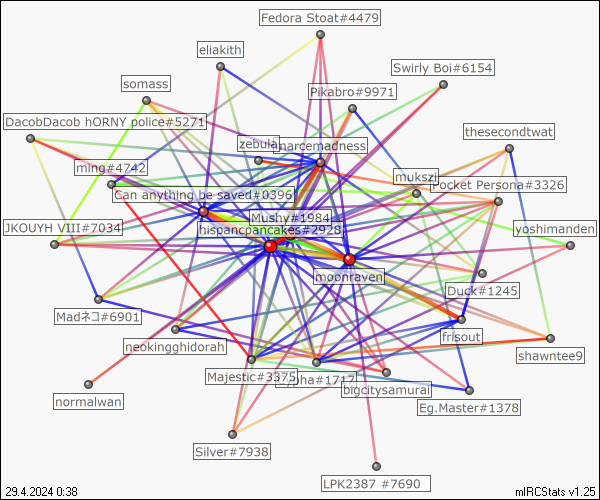 Fedora Stoat#4479
eliakith
Swirly Boi#6154
somass
Pikabro#9971
DacobDacob hORNY police#5271
thesecondtwat
zebula
narcemadness
ming#4742
mukszi
Pocket Persona#3326
Can anything be saved#0396
Mushy#1984
JKOUYH VIII#7034
hispancpancakes#2928
yoshimanden
moonraven
Duck#1245
Madネコ#6901
frisout
neokingghidorah
shawntee9
Majestic#3375
#1717
bigcitysamurai
normalwan
Eg.Master#1378
Silver#7938
LPK2387 #7690
29.4.2024 0:38
mIRCStats v1.25